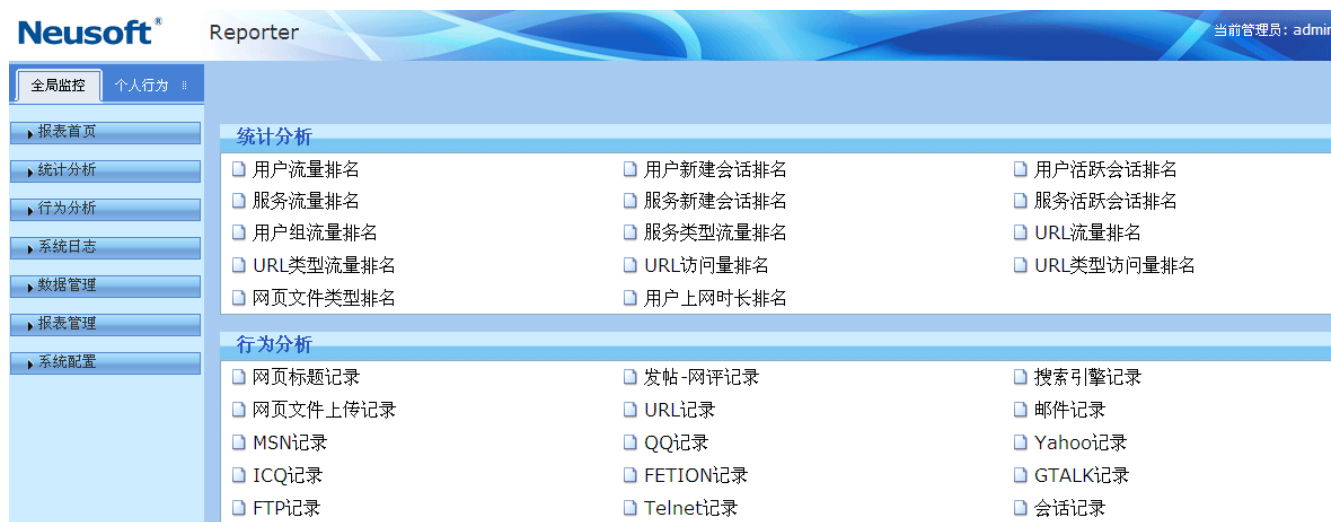 Neusoft® Reporter 当前管理员: admin
全局监控 个人行为
报表首页
统计分析
行为分析
系统日志
数据管理
报表管理
系统配置
统计分析
用户流量排名 用户新建会话排名 用户活跃会话排名
服务流量排名 服务新建会话排名 服务活跃会话排名
用户组流量排名 服务类型流量排名 URL流量排名
URL类型流量排名 URL访问量排名 URL类型访问量排名
网页文件类型排名 用户上网时长排名
行为分析
网页标题记录 发帖-网评记录 搜索引擎记录
网页文件上传记录 URL记录 邮件记录
MSN记录 QQ记录 Yahoo记录
ICQ记录 FETION记录 GTALK记录
FTP记录 Telnet记录 会话记录